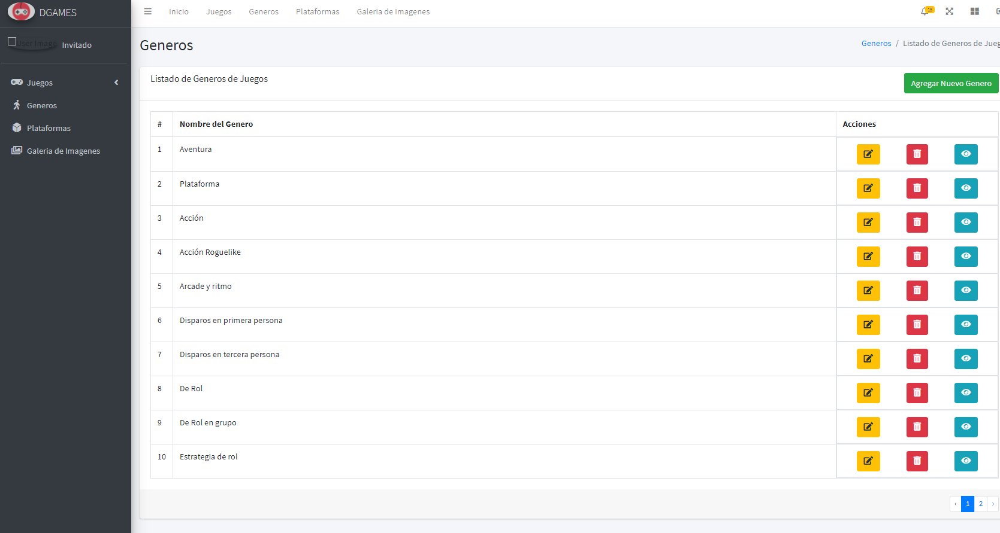 DGAMES
Inicio Juegos Generos Plataformas Galeria de Imagenes
15
User Image Invitado
Juegos
Generos
Plataformas
Galeria de Imagenes
Generos
Generos / Listado de Generos de Jueg
Listado de Generos de Juegos
Agregar Nuevo Genero
# Nombre del Genero Acciones
1 Aventura
2 Plataforma
3 Acción
4 Acción Roguelike
5 Arcade y ritmo
6 Disparos en primera persona
7 Disparos en tercera persona
8 De Rol
9 De Rol en grupo
10 Estrategia de rol
‹ 1 2 ›